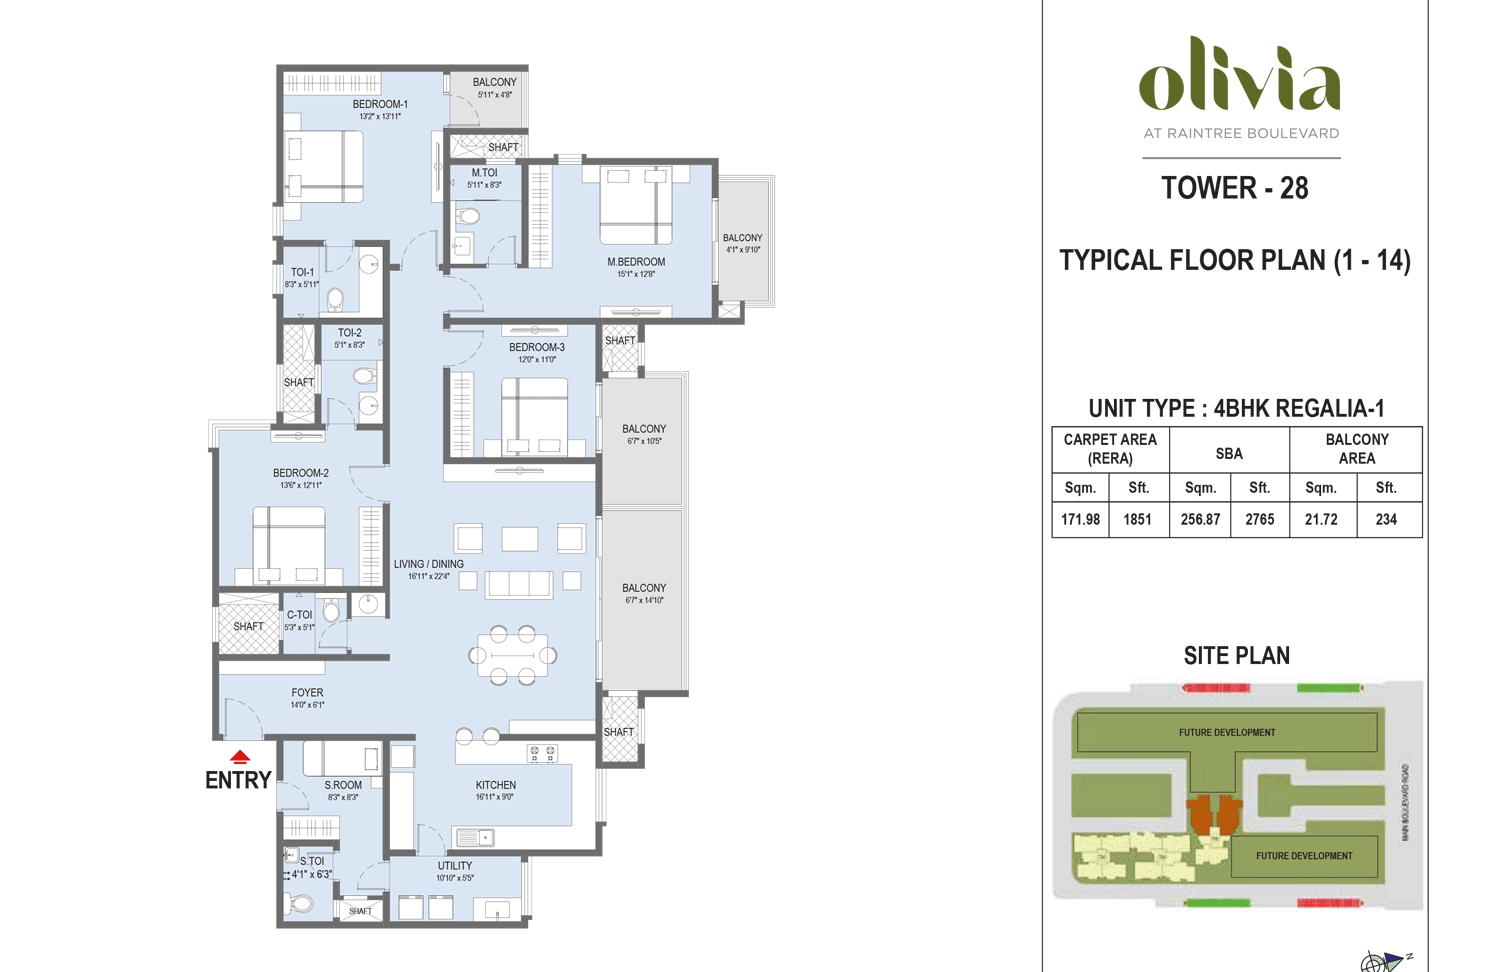 BALCONY
5'11" x 4'8"
BEDROOM-1
13'2" x 13'11"
SHAFT
M.TOI
5'11" x 8'3"
BALCONY
4'1" x 9'10"
M.BEDROOM
15'1" x 12'8"
TOI-1
8'3" x 5'11"
TOI-2
5'1" x 8'3"
SHAFT
BEDROOM-3
12'0" x 11'0"
SHAFT
BALCONY
6'7" x 10'5"
BEDROOM-2
13'6" x 12'11"
LIVING / DINING
16'11" x 22'4"
BALCONY
6'7" x 14'10"
SHAFT
C-TOI
5'3" x 5'1"
FOYER
14'0" x 6'1"
SHAFT
ENTRY
S.ROOM
8'3" x 8'3"
KITCHEN
16'11" x 9'0"
S.TOI
4'1" x 6'3"
UTILITY
10'10" x 5'5"
SHAFT
olivia
AT RAINTREE BOULEVARD
TOWER - 28
TYPICAL FLOOR PLAN (1 - 14)
UNIT TYPE : 4BHK REGALIA-1
CARPET AREA (RERA) SBA BALCONY AREA
Sqm. Sft. Sqm. Sft. Sqm. Sft.
171.98 1851 256.87 2765 21.72 234
SITE PLAN
FUTURE DEVELOPMENT
MAIN BOULEVARD ROAD
FUTURE DEVELOPMENT
N